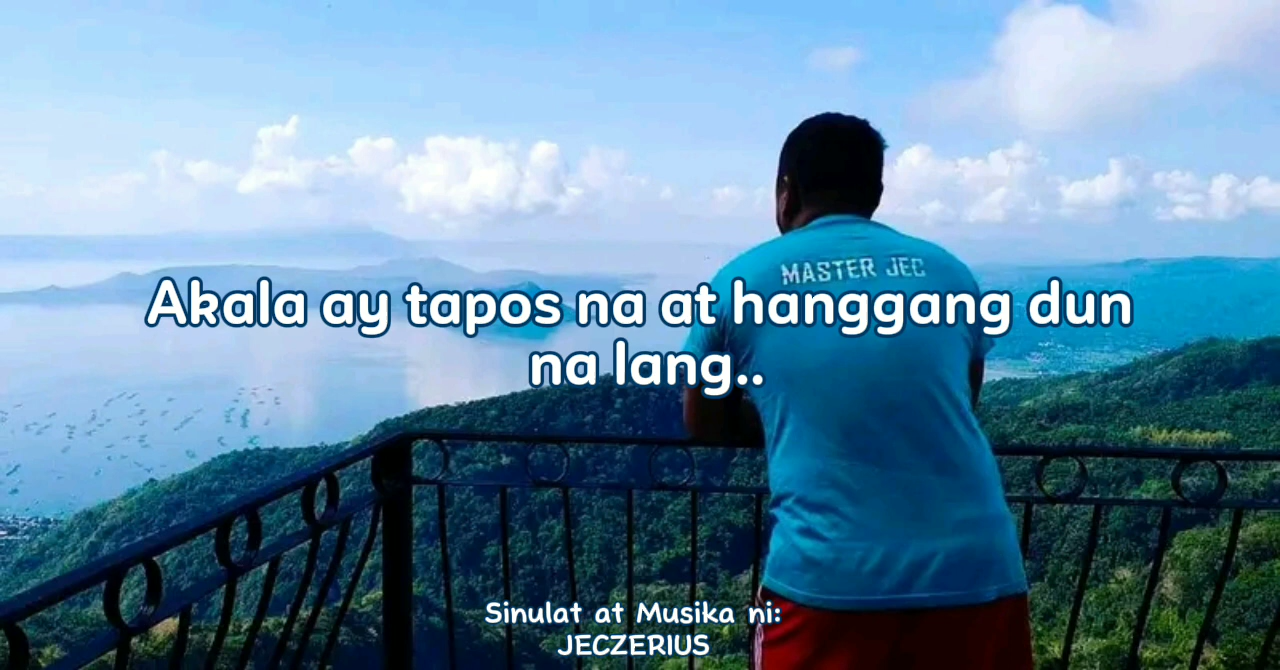 MASTER JEC
Akala ay tapos na at hanggang dun
na lang..
Sinulat at Musika ni:
JECZERIUS